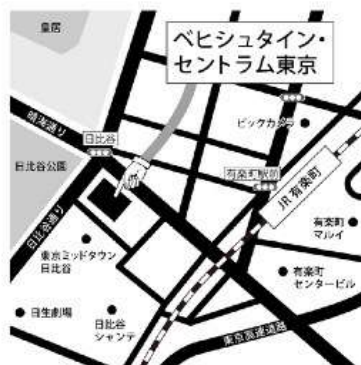 皇居
ベヒシュタイン・
セントラム東京
晴海通り
日比谷
ビックカメラ
日比谷公園
有楽町駅前
JR有楽町
日比谷通り
有楽町
マルイ
東京ミッドタウン
日比谷
有楽町
センタービル
日生劇場
日比谷
シャンテ
東京高速道路